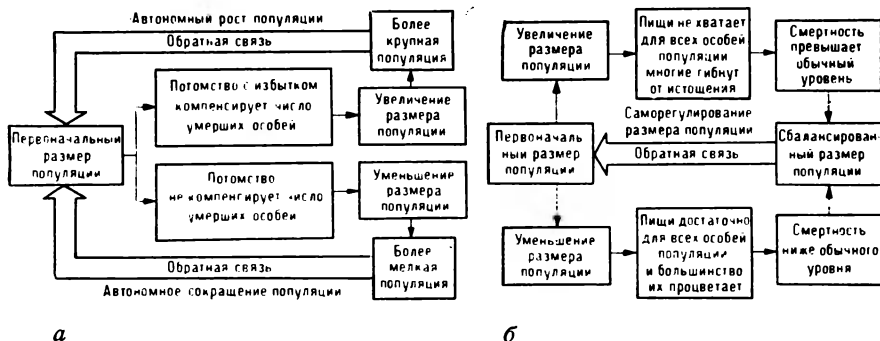 Автономный рост популяции
Обратная связь
Более
крупная
популяция
Потомство с избытком
компенсирует число
умерших особей
Увеличение
размера
популяции
Первоначальный
размер
популяции
Потомство
не компенсирует число
умерших особей
Уменьшение
размера
популяции
Обратная связь
Автономное сокращение популяции
Более
мелкая
популяция
а
Увеличение
размера
популяции
Пищи не хватает
для всех особей
популяции
многие гибнут
от истощения
Смертность
превышает
обычный
уровень
Саморегулирование
размера популяции
Обратная связь
Первоначаль
ный размер
популяции
Сбалансирован
ный размер
популяции
Уменьшение
размера
популяции
Пищи достаточно
для всех особей
популяции
и большинство
их процветает
Смертность
ниже обычного
уровня
б